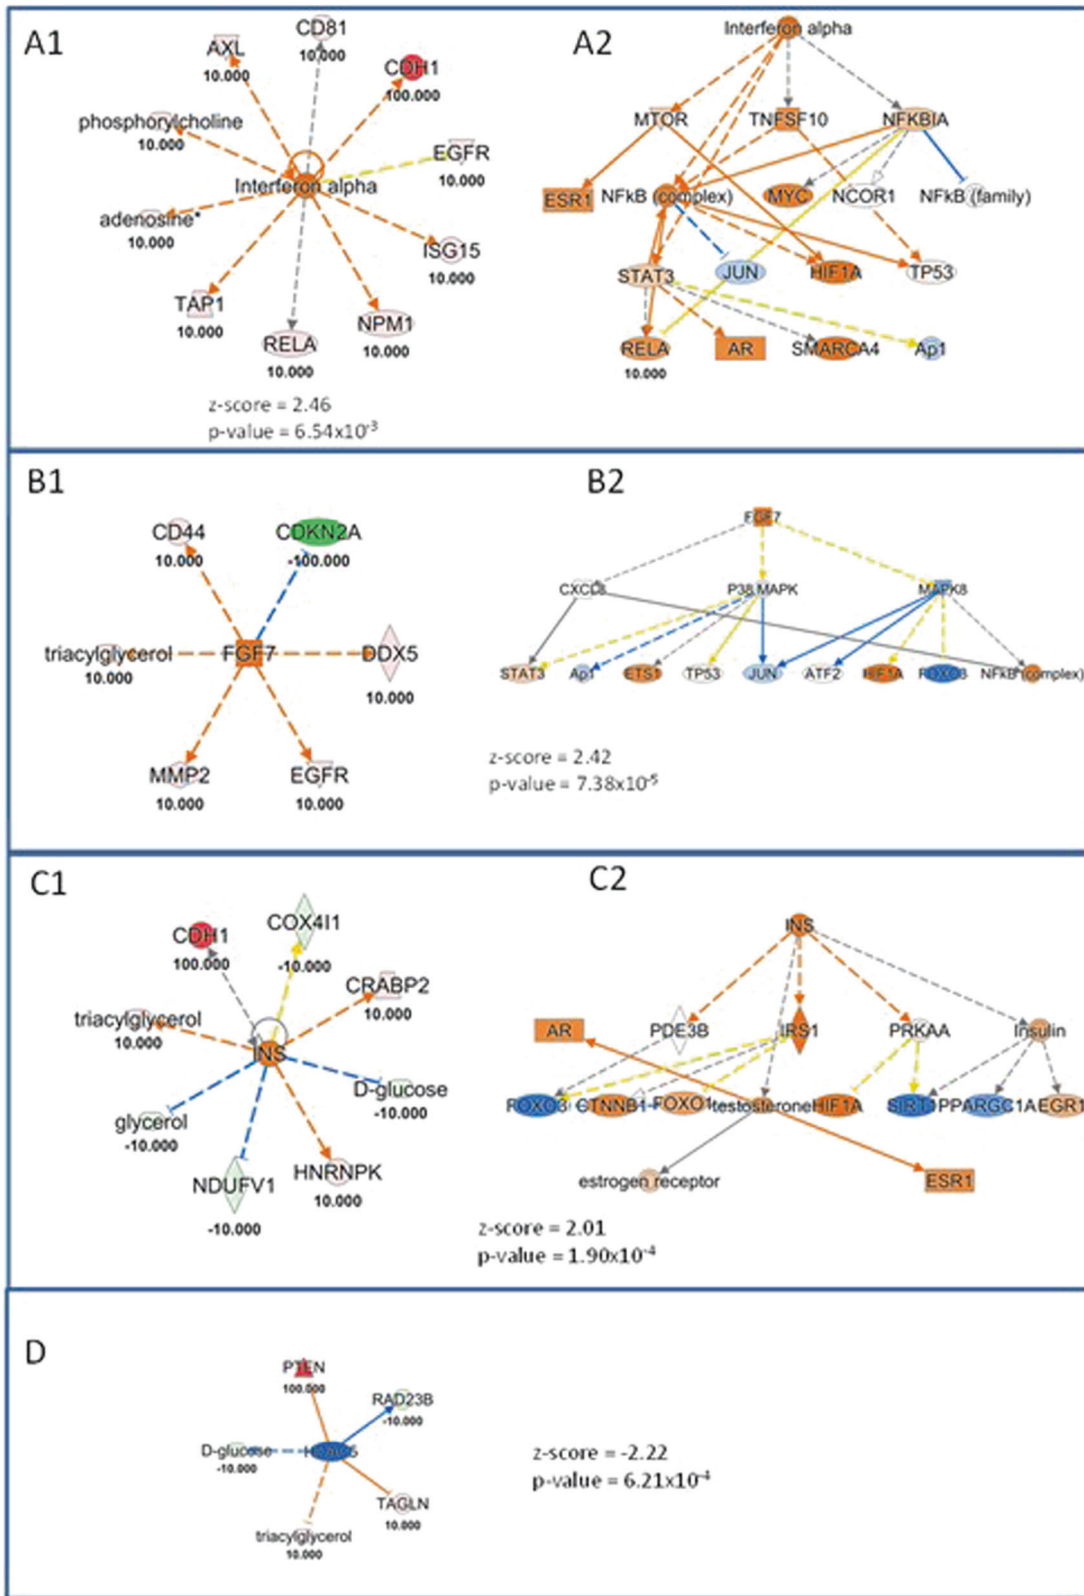 A1
CD81
10.000
AXL
10.000
CDH1
100.000
phosphorylcholine
10.000
EGFR
10.000
Interferon alpha
adenosine*
10.000
ISG15
10.000
TAP1
10.000
NPM1
10.000
RELA
10.000
z-score = 2.46
p-value = 6.54x10-3
A2
Interferon alpha
MTOR
TNFSF10
NFKBIA
ESR1
NFkB (complex)
MYC
NCOR1
NFkB (family)
STAT3
JUN
HIF1A
TP53
RELA
10.000
AR
SMARCA4
Ap1
B1
CD44
10.000
CDKN2A
-100.000
triacylglycerol
10.000
FGF7
DDX5
10.000
MMP2
10.000
EGFR
10.000
B2
FGF7
CXCL8
P38 MAPK
MAPK8
STAT3
Ap1
ETS1
TP53
JUN
ATF2
HIF1A
FOXO3
NFkB (complex)
z-score = 2.42
p-value = 7.38x10-5
C1
COX4I1
-10.000
CDH1
100.000
CRABP2
10.000
triacylglycerol
10.000
INS
D-glucose
-10.000
glycerol
-10.000
HNRNPK
10.000
NDUFV1
-10.000
C2
INS
AR
PDE3B
IRS1
PRKAA
Insulin
FOXO3
CTNNB1
FOXO1
testosterone
HIF1A
SIRT1
PPARGC1A
EGR1
estrogen receptor
ESR1
z-score = 2.01
p-value = 1.90x10-4
D
PTEN
100.000
RAD23B
-10.000
D-glucose
-10.000
TAGLN
10.000
triacylglycerol
10.000
z-score = -2.22
p-value = 6.21x10-4